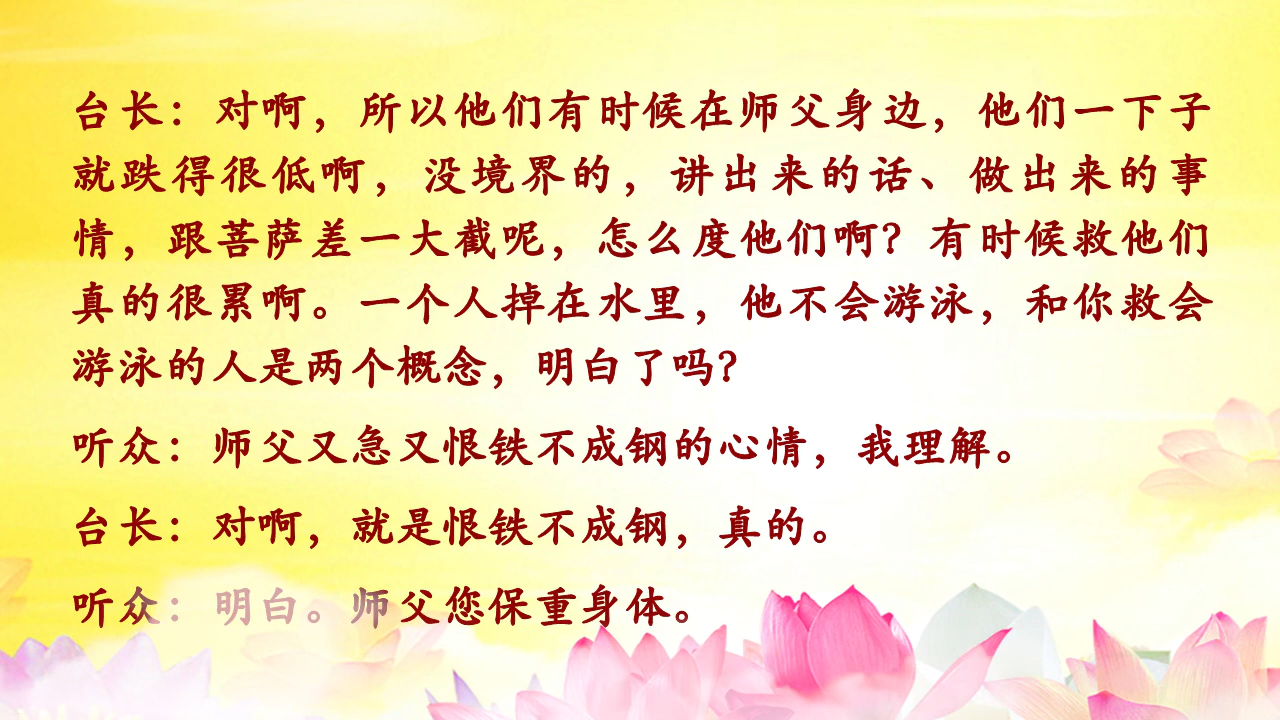 台长：对啊，所以他们有时候在师父身边，他们一下子
就跌得很低啊，没境界的，讲出来的话、做出来的事
情，跟菩萨差一大截呢，怎么度他们啊？有时候救他们
真的很累啊。一个人掉在水里，他不会游泳，和你救会
游泳的人是两个概念，明白了吗？
听众：师父又急又恨铁不成钢的心情，我理解。
台长：对啊，就是恨铁不成钢，真的。
听众：明白。师父您保重身体。